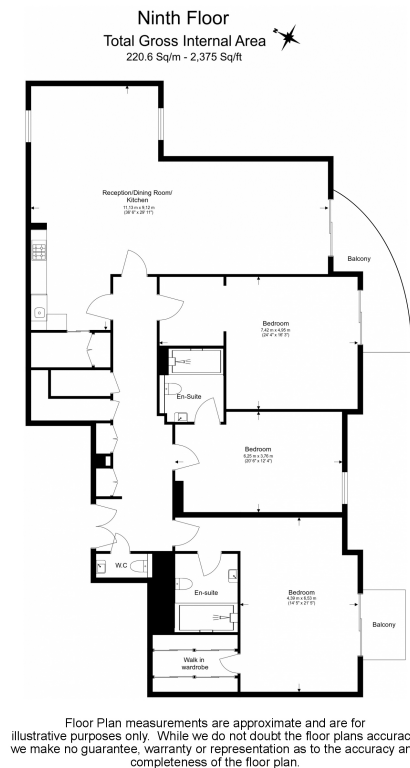 Ninth Floor
Total Gross Internal Area
220.6 Sq/m - 2,375 Sq/ft
Reception/Dining Room/
Kitchen
11.13 m x 9.12 m
(36' 6" x 29' 11")
Balcony
Bedroom
7.42 m x 4.95 m
(24' 4" x 16' 3")
En-Suite
Bedroom
6.25 m x 3.76 m
(20' 6" x 12' 4")
W.C
En-suite
Bedroom
4.39 m x 6.53 m
(14' 5" x 21' 5")
Balcony
Walk in
wardrobe
Floor Plan measurements are approximate and are for
illustrative purposes only. While we do not doubt the floor plans accurac
we make no guarantee, warranty or representation as to the accuracy an
completeness of the floor plan.